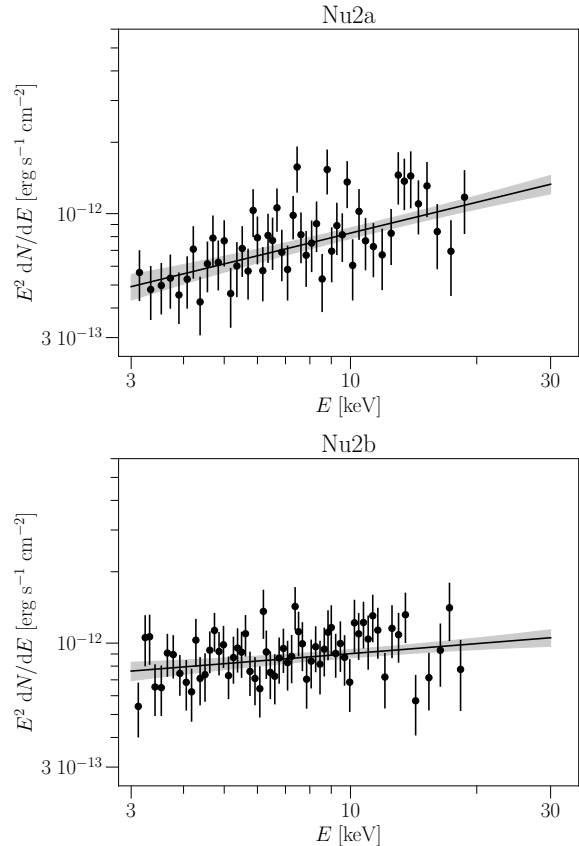 Nu2a
E² dN/dE [erg s⁻¹ cm⁻²]
10⁻¹²
3 10⁻¹³
3
10
30
E [keV]
Nu2b
E² dN/dE [erg s⁻¹ cm⁻²]
10⁻¹²
3 10⁻¹³
3
10
30
E [keV]